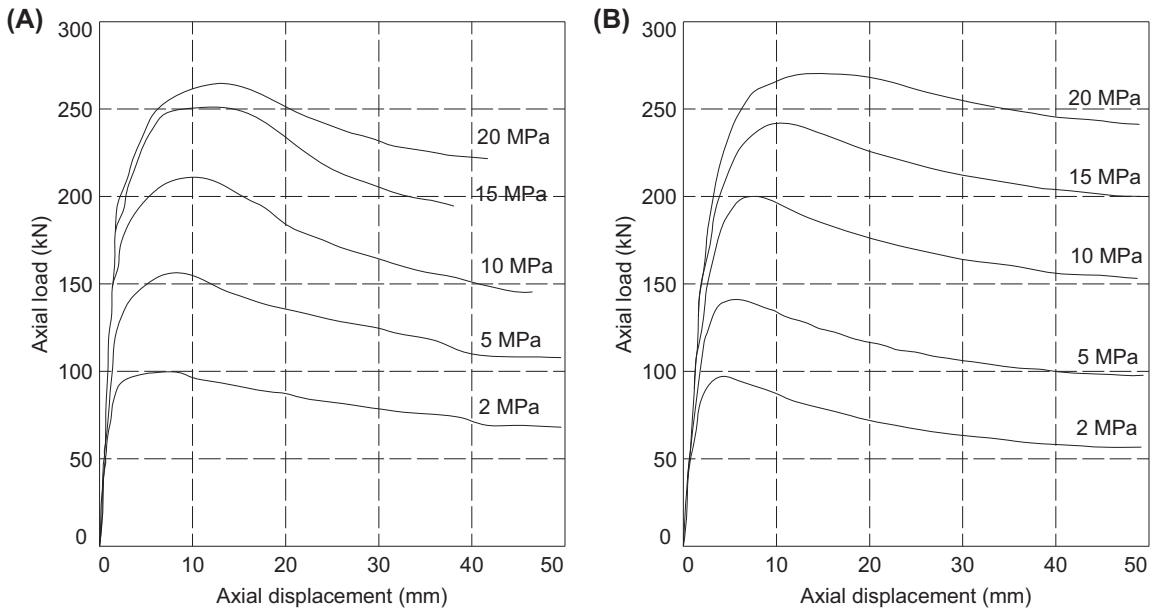 (A)
300
250
200
150
100
50
0
Axial load (kN)
20 MPa
15 MPa
10 MPa
5 MPa
2 MPa
0 10 20 30 40 50
Axial displacement (mm)
(B)
300
250
200
150
100
50
0
Axial load (kN)
20 MPa
15 MPa
10 MPa
5 MPa
2 MPa
0 10 20 30 40 50
Axial displacement (mm)